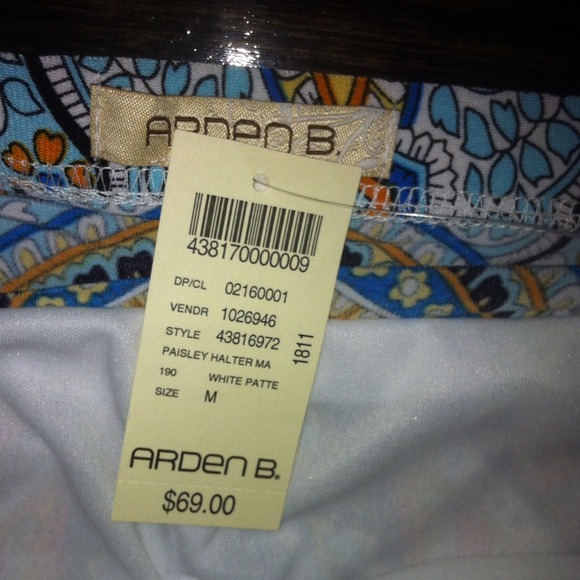 ARDEN B.
438170000009
DP/CL 02160001
VENDR 1026946
STYLE 43816972
PAISLEY HALTER MA
190 WHITE PATTE
SIZE M
1811
ARDEN B.
$69.00